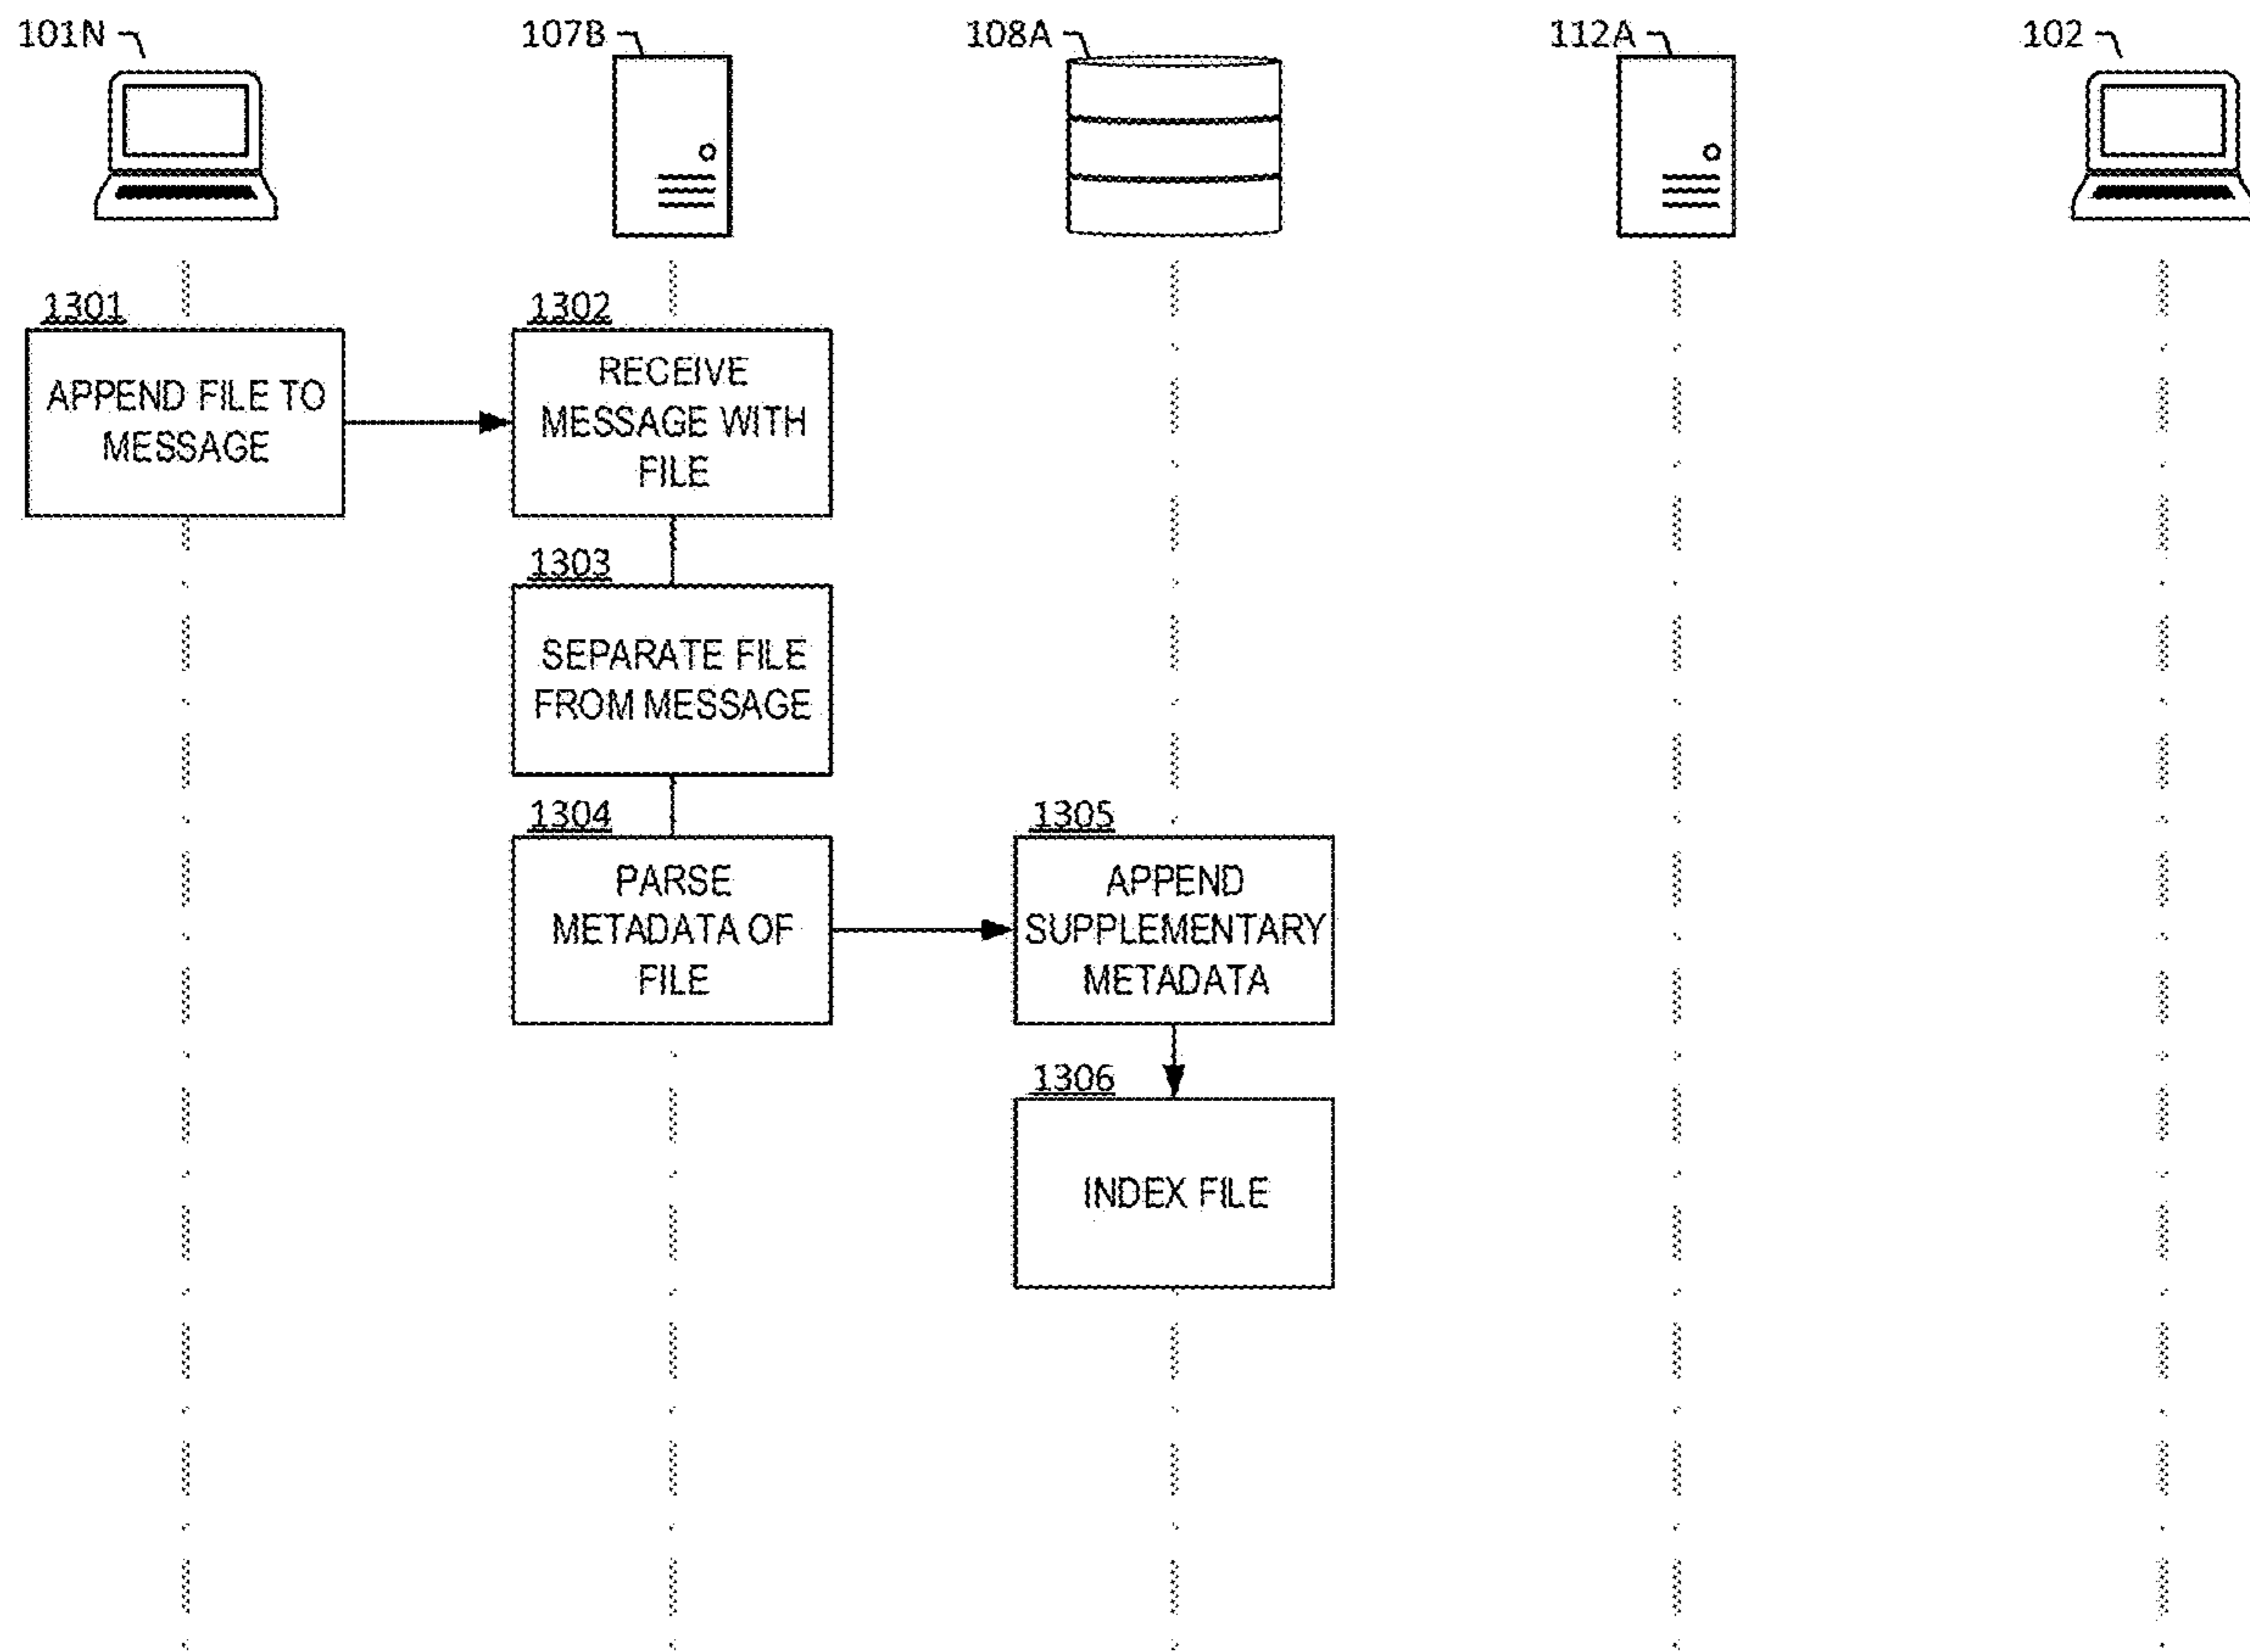 101N
107B
108A
112A
102
1301
APPEND FILE TO
MESSAGE
1302
RECEIVE
MESSAGE WITH
FILE
1303
SEPARATE FILE
FROM MESSAGE
1304
PARSE
METADATA OF
FILE
1305
APPEND
SUPPLEMENTARY
METADATA
1306
INDEX FILE